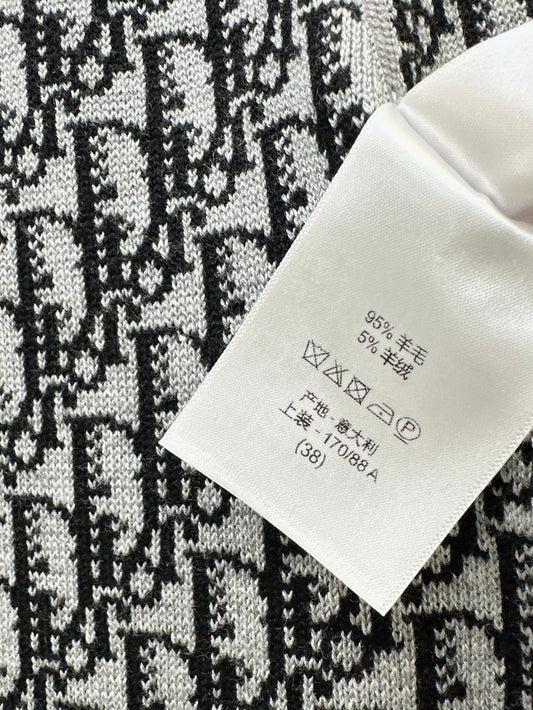 95% 羊毛
5% 羊绒
产地 - 意大利
上装 - 170/88 A
(38)